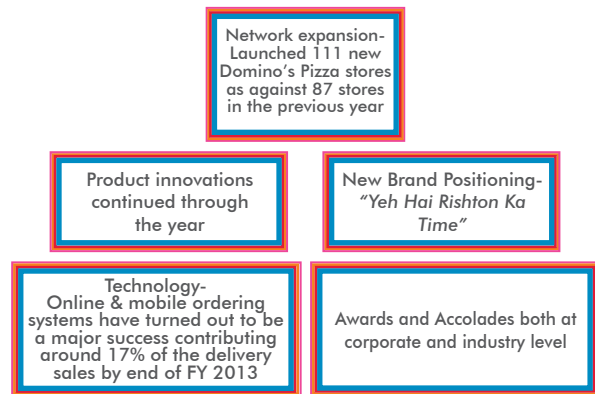 Network expansion-
Launched 111 new
Domino's Pizza stores
as against 87 stores
in the previous year
Product innovations
continued through
the year
New Brand Positioning-
“Yeh Hai Rishton Ka
Time”
Technology-
Online & mobile ordering
systems have turned out to be
a major success contributing
around 17% of the delivery
sales by end of FY 2013
Awards and Accolades both at
corporate and industry level